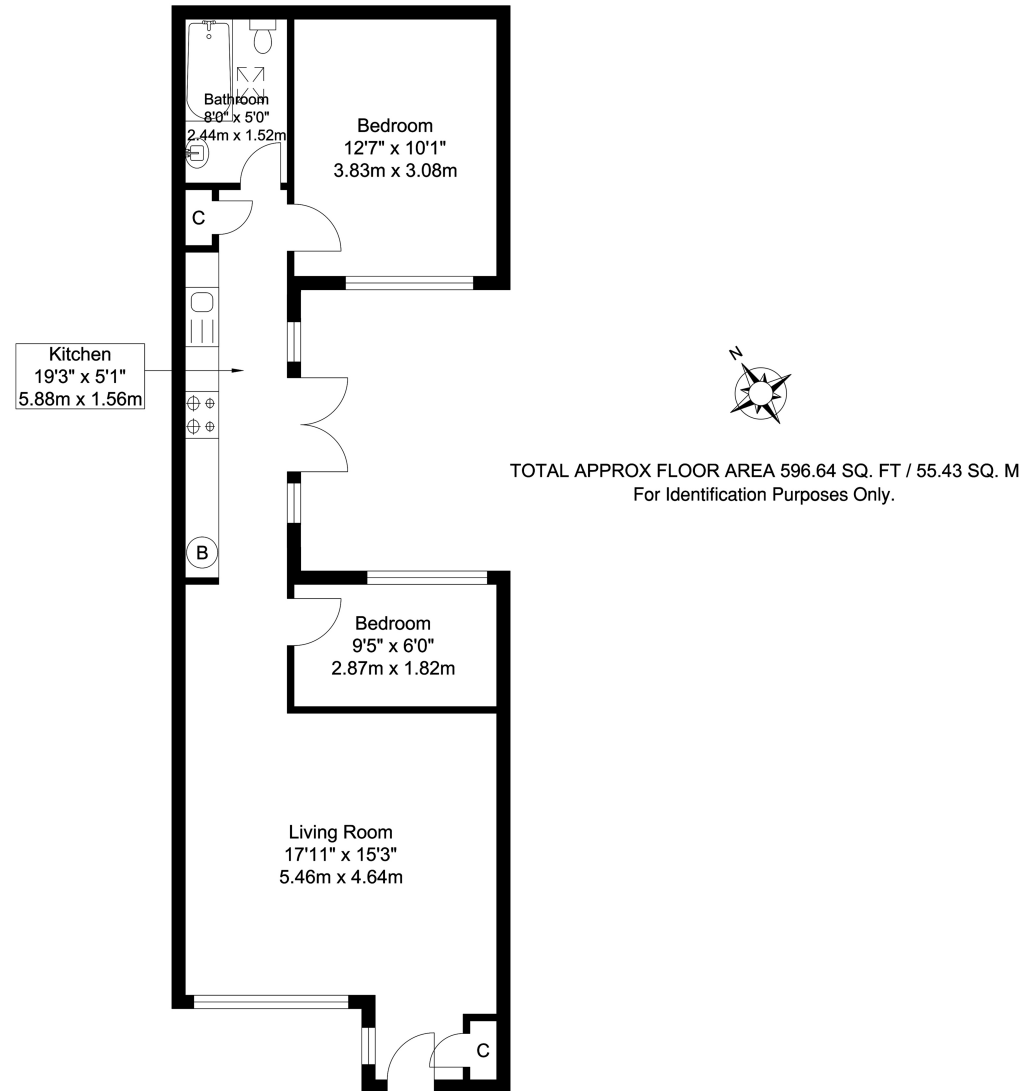 Bathroom
8'0" x 5'0"
2.44m x 1.52m
Bedroom
12'7" x 10'1"
3.83m x 3.08m
C
Kitchen
19'3" x 5'1"
5.88m x 1.56m
N
TOTAL APPROX FLOOR AREA 596.64 SQ. FT / 55.43 SQ. M
For Identification Purposes Only.
B
Bedroom
9'5" x 6'0"
2.87m x 1.82m
Living Room
17'11" x 15'3"
5.46m x 4.64m
C